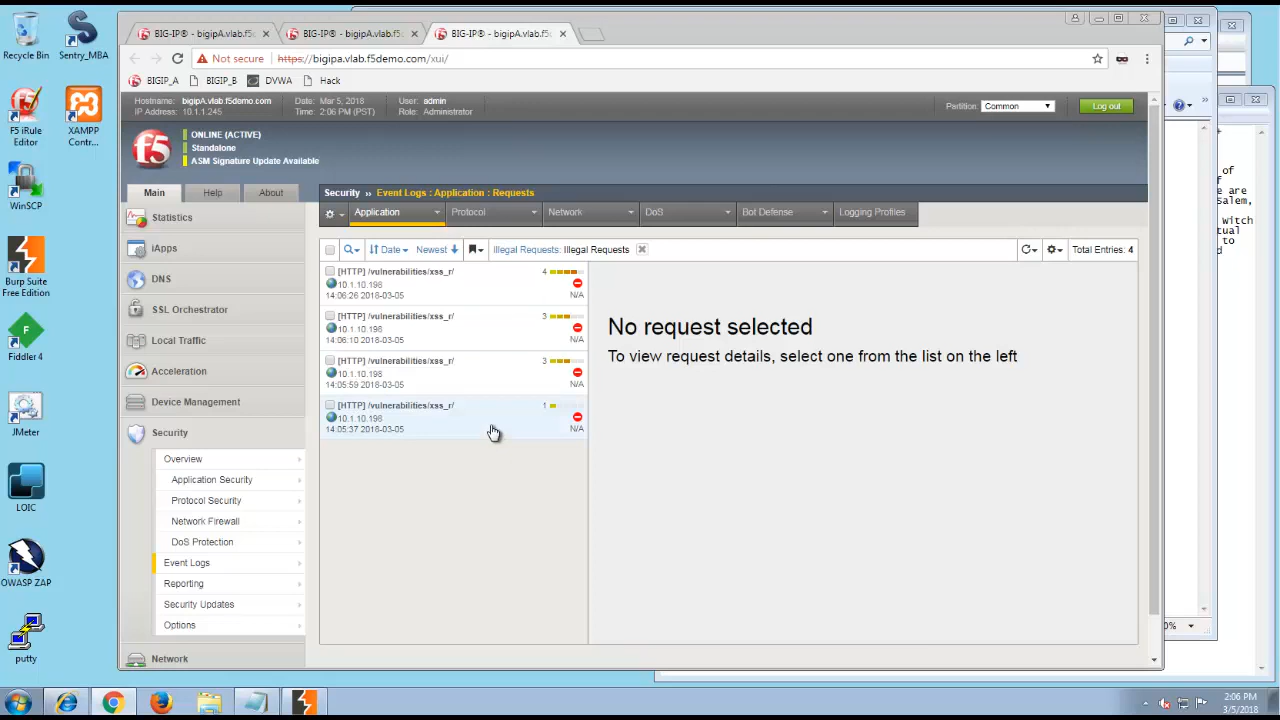 Recycle Bin
Sentry_MBA
F5 iRule
Editor
XAMPP
Contr...
WinSCP
Burp Suite
Free Edition
Fiddler 4
JMeter
LOIC
OWASP ZAP
putty
BIG-IP® - bigipA.vlab.f5d
BIG-IP® - bigipA.vlab.f5d
BIG-IP® - bigipA.vlab.f5d
Not secure
https://bigipa.vlab.f5demo.com/xui/
BIGIP_A
BIGIP_B
DVWA
Hack
Hostname: bigipA.vlab.f5demo.com
IP Address: 10.1.1.245
Date: Mar 5, 2018
Time: 2:06 PM (PST)
User: admin
Role: Administrator
Partition: Common
Log out
f5
ONLINE (ACTIVE)
Standalone
ASM Signature Update Available
Main
Help
About
Security » Event Logs : Application : Requests
Application
Protocol
Network
DoS
Bot Defense
Logging Profiles
Statistics
iApps
DNS
SSL Orchestrator
Local Traffic
Acceleration
Device Management
Security
Overview
Application Security
Protocol Security
Network Firewall
DoS Protection
Event Logs
Reporting
Security Updates
Options
Network
Date
Newest
Illegal Requests: Illegal Requests
Total Entries: 4
[HTTP] /vulnerabilities/xss_r/ 4
10.1.10.198
14:06:26 2018-03-05 N/A
[HTTP] /vulnerabilities/xss_r/ 3
10.1.10.198
14:06:10 2018-03-05 N/A
[HTTP] /vulnerabilities/xss_r/ 3
10.1.10.198
14:05:59 2018-03-05 N/A
[HTTP] /vulnerabilities/xss_r/ 1
10.1.10.198
14:05:37 2018-03-05 N/A
No request selected
To view request details, select one from the list on the left
of
are
witch
to
2:06 PM
3/5/2018